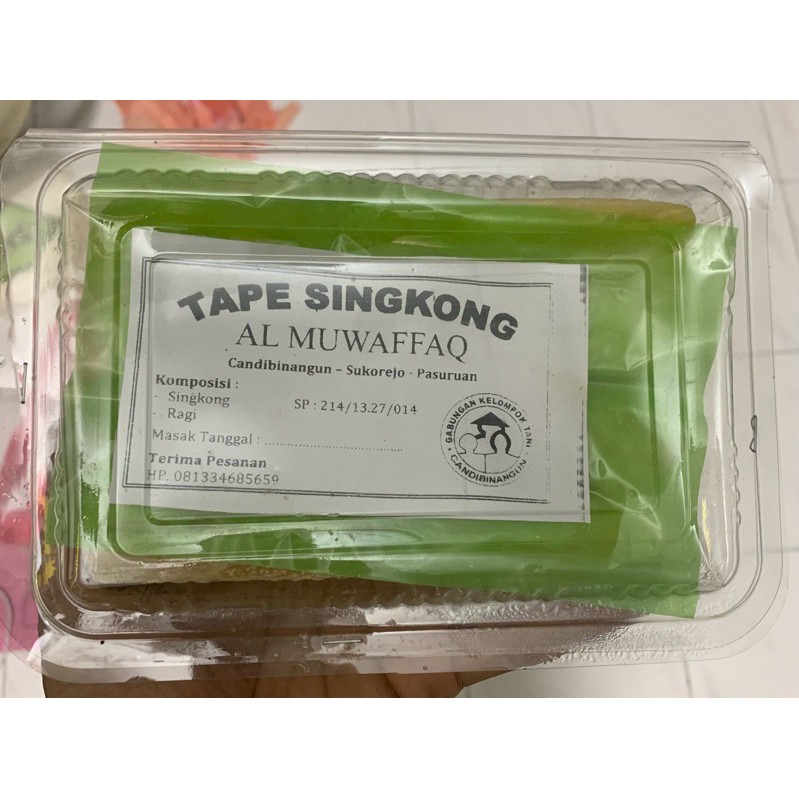 TAPE SINGKONG
AL MUWAFFAQ
Candibinangun – Sukorejo - Pasuruan
Komposisi :
- Singkong
- Ragi
SP : 214/13.27/014
Masak Tanggal : ......................................
Terima Pesanan
HP. 081334685659
GABUNGAN KELOMPOK TANI
CANDIBINANGUN